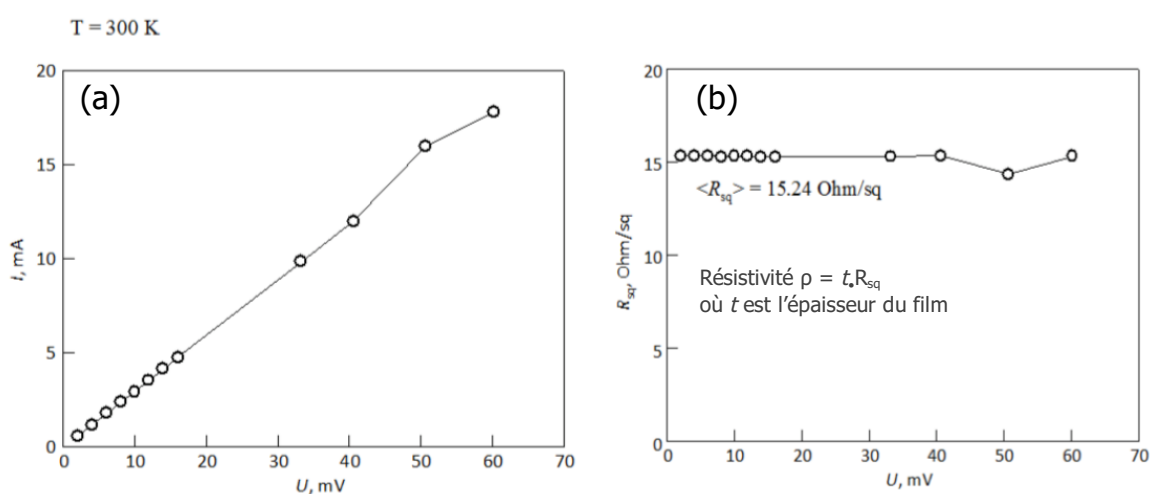 T = 300 K
(a)
20
15
10
5
0
I, mA
0 10 20 30 40 50 60 70
U, mV
(b)
20
15
10
5
0
R_sq, Ohm/sq
<R_sq> = 15.24 Ohm/sq
Résistivité ρ = t.R_sq
où t est l’épaisseur du film
0 10 20 30 40 50 60 70
U, mV